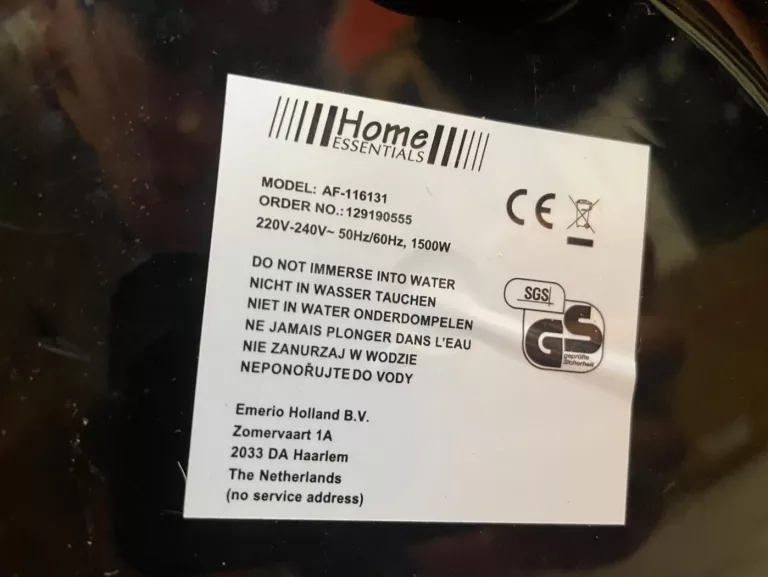 Home
ESSENTIALS
MODEL: AF-116131
ORDER NO.:129190555
220V-240V~ 50Hz/60Hz, 1500W
DO NOT IMMERSE INTO WATER
NICHT IN WASSER TAUCHEN
NIET IN WATER ONDERDOMPELEN
NE JAMAIS PLONGER DANS L'EAU
NIE ZANURZAJ W WODZIE
NEPONOŘUJTE DO VODY
Emerio Holland B.V.
Zomervaart 1A
2033 DA Haarlem
The Netherlands
(no service address)
CE
SGS
GS
geprüfte
Sicherheit